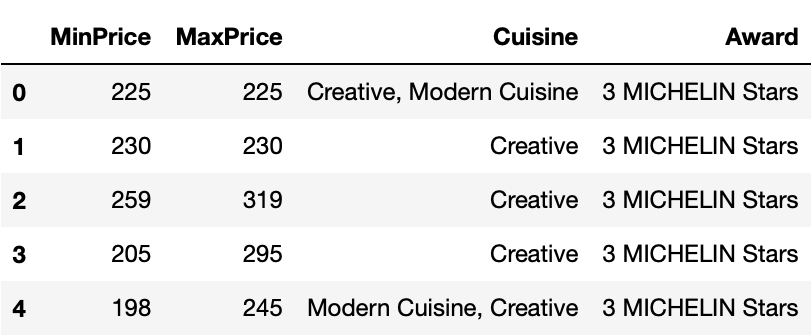 MinPrice MaxPrice Cuisine Award
0 225 225 Creative, Modern Cuisine 3 MICHELIN Stars
1 230 230 Creative 3 MICHELIN Stars
2 259 319 Creative 3 MICHELIN Stars
3 205 295 Creative 3 MICHELIN Stars
4 198 245 Modern Cuisine, Creative 3 MICHELIN Stars